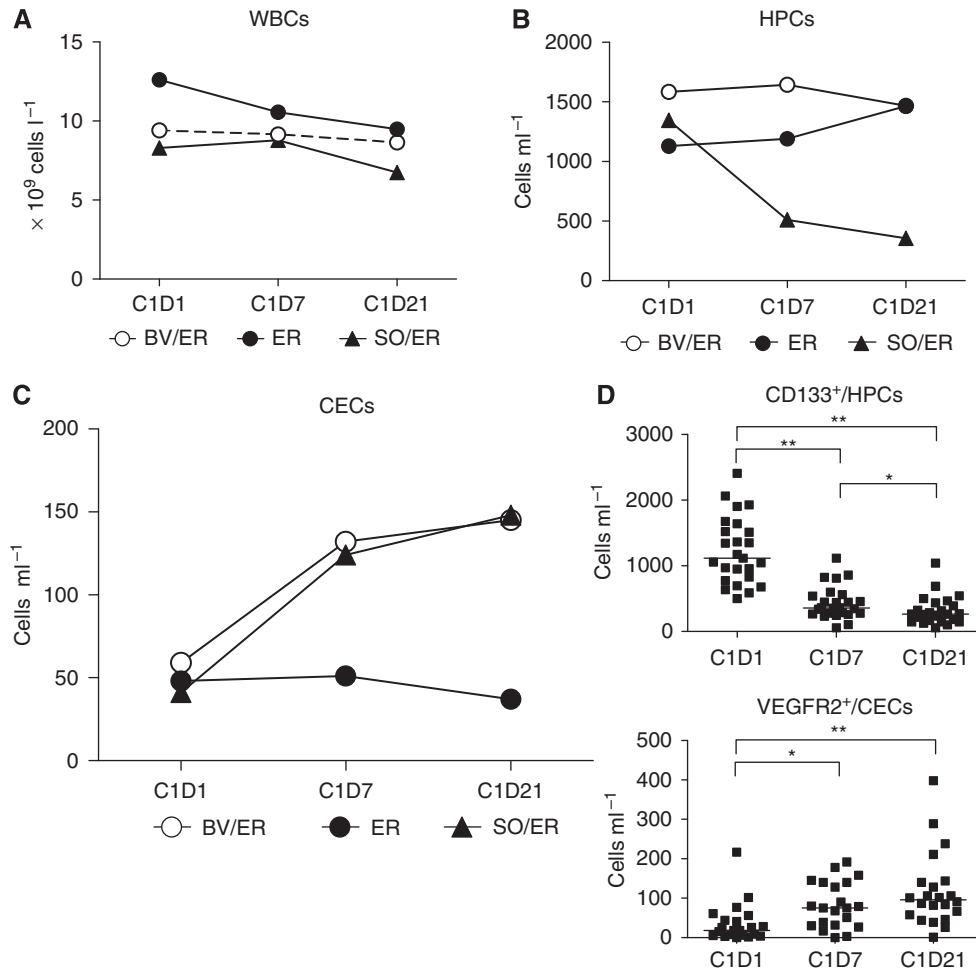 A
WBCs
15
10
5
0
× 10⁹ cells l⁻¹
C1D1 C1D7 C1D21
BV/ER ER SO/ER
B
HPCs
2000
1500
1000
500
0
Cells ml⁻¹
C1D1 C1D7 C1D21
BV/ER ER SO/ER
C
CECs
200
150
100
50
0
Cells ml⁻¹
C1D1 C1D7 C1D21
BV/ER ER SO/ER
D
CD133⁺/HPCs
**
**
*
3000
2000
1000
0
Cells ml⁻¹
C1D1 C1D7 C1D21
VEGFR2⁺/CECs
**
*
500
400
300
200
100
0
Cells ml⁻¹
C1D1 C1D7 C1D21